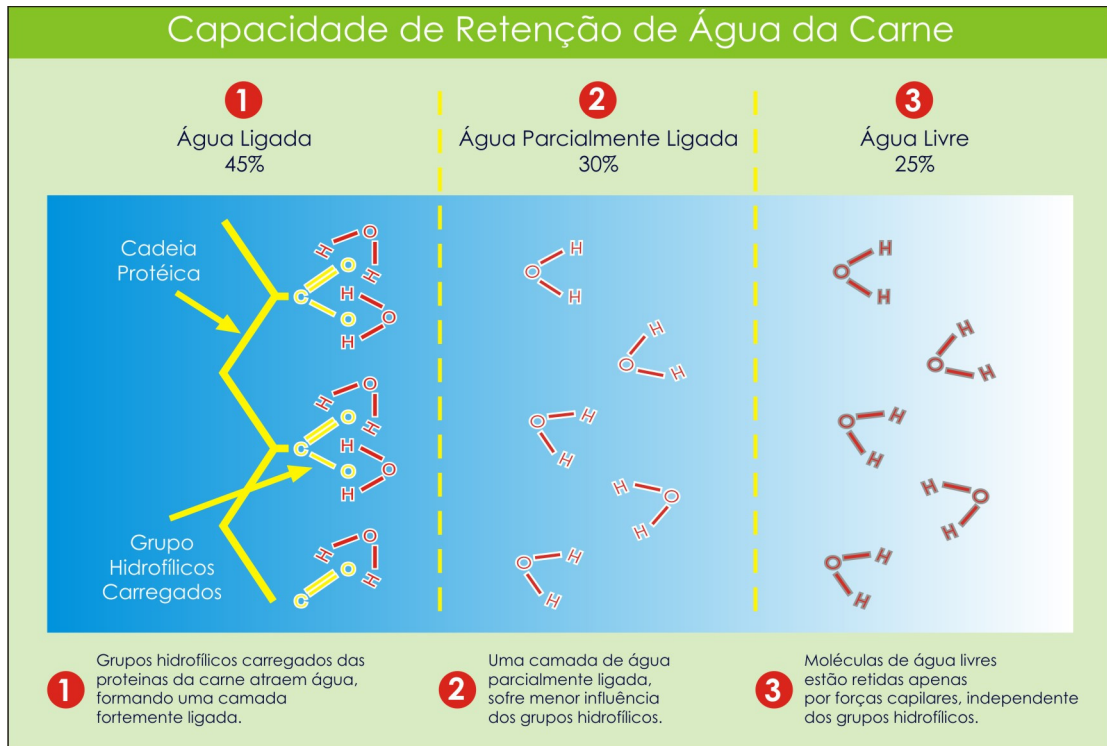 Capacidade de Retenção de Água da Carne
1
Água Ligada
45%
2
Água Parcialmente Ligada
30%
3
Água Livre
25%
Cadeia
Protéica
Grupo
Hidrofílicos
Carregados
H O H
C O O
H O H
H O H
C O O
H O H
H O H
C O
O H H
O H H
O H H
H O H
O H H
O H H
O H H
O H H
H O H
O H H
1
Grupos hidrofílicos carregados das
proteinas da carne atraem água,
formando uma camada
fortemente ligada.
2
Uma camada de água
parcialmente ligada,
sofre menor influência
dos grupos hidrofílicos.
3
Moléculas de água livres
estão retidas apenas
por forças capilares, independente
dos grupos hidrofílicos.